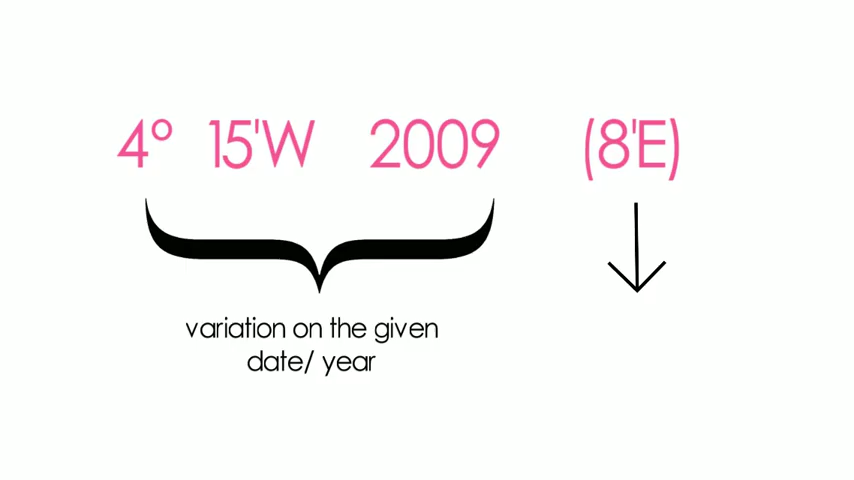 4° 15'W 2009 (8'E)
variation on the given
date/ year